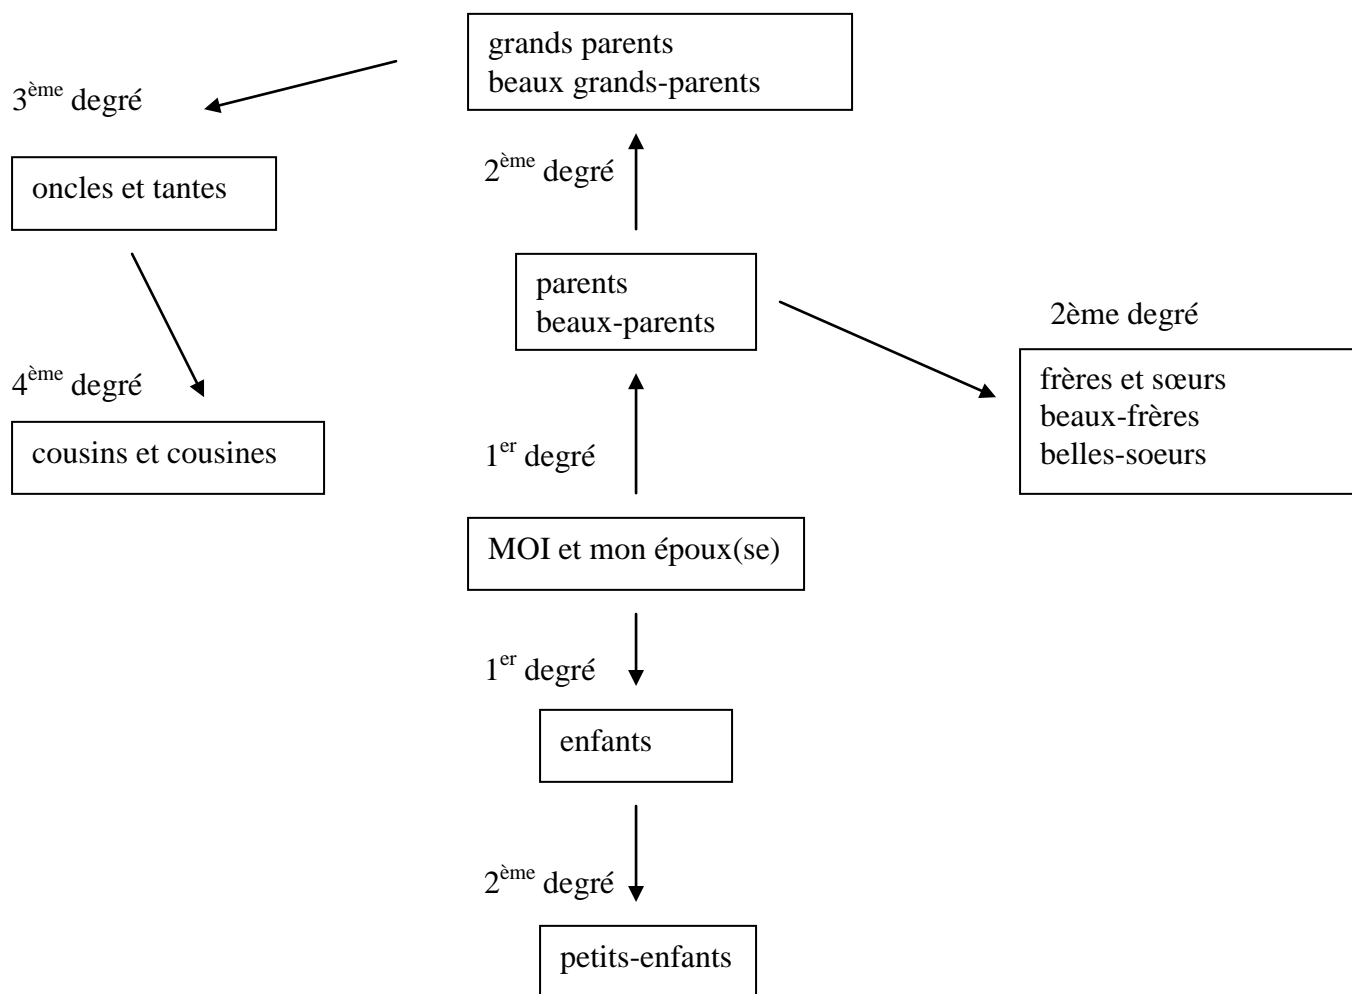 grands parents
beaux grands-parents
3ème degré
2ème degré
oncles et tantes
parents
beaux-parents
2ème degré
frères et sœurs
beaux-frères
belles-soeurs
4ème degré
cousins et cousines
1er degré
MOI et mon époux(se)
1er degré
enfants
2ème degré
petits-enfants